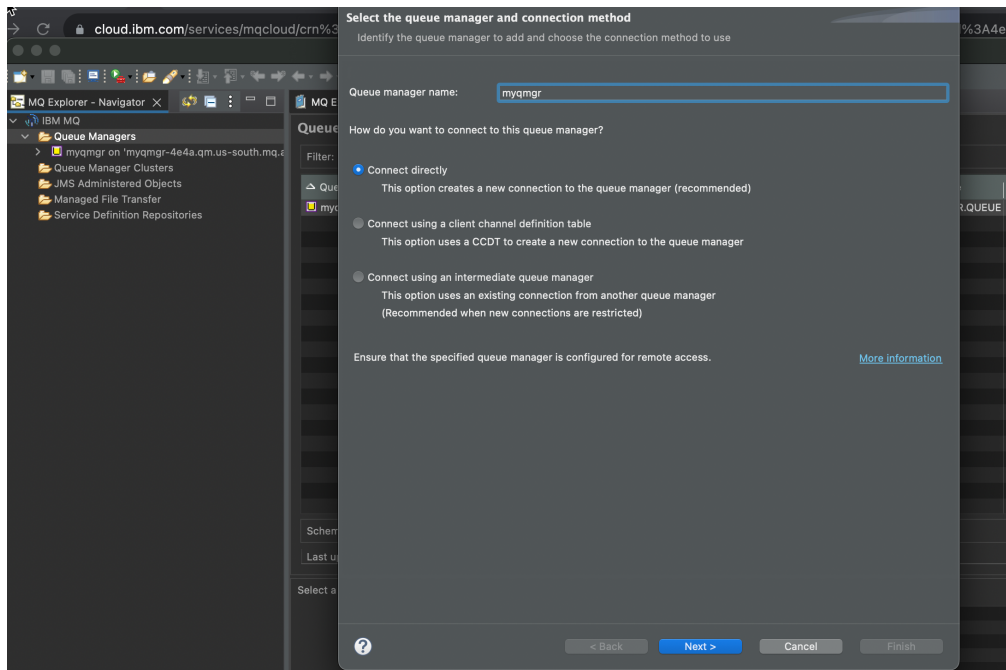 cloud.ibm.com/services/mqcloud/crn%3
%3A4e
MQ Explorer - Navigator
MQ E
IBM MQ
Queue Managers
myqmgr on 'myqmgr-4e4a.qm.us-south.mq.a
Queue Manager Clusters
JMS Administered Objects
Managed File Transfer
Service Definition Repositories
Queue
Filter:
Que
myq
R.QUEUE
Schem
Last u
Select a
Select the queue manager and connection method
Identify the queue manager to add and choose the connection method to use
Queue manager name: myqmgr
How do you want to connect to this queue manager?
Connect directly
This option creates a new connection to the queue manager (recommended)
Connect using a client channel definition table
This option uses a CCDT to create a new connection to the queue manager
Connect using an intermediate queue manager
This option uses an existing connection from another queue manager
(Recommended when new connections are restricted)
Ensure that the specified queue manager is configured for remote access. More information
? < Back Next > Cancel Finish